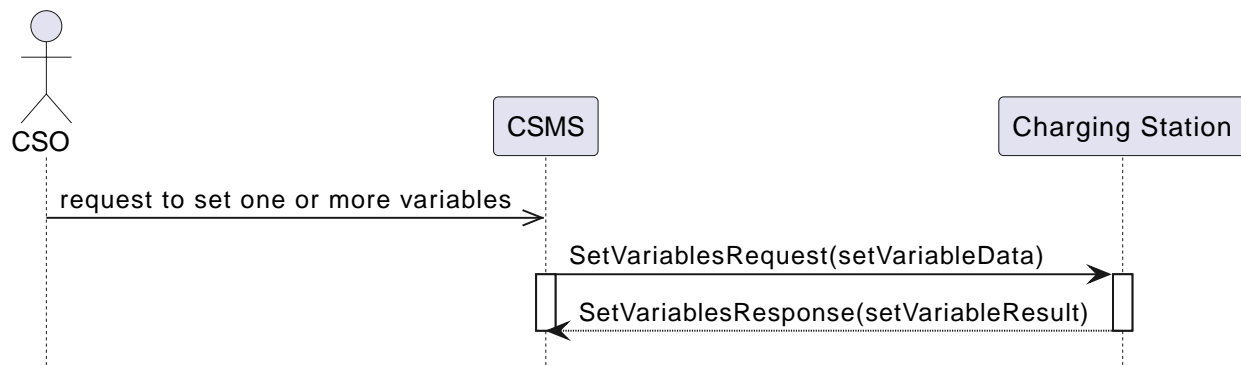 CSO
CSMS
Charging Station
request to set one or more variables
SetVariablesRequest(setVariableData)
SetVariablesResponse(setVariableResult)